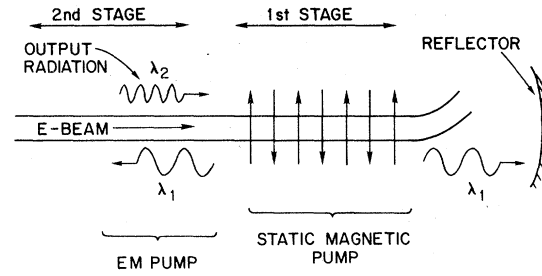 2nd STAGE
1st STAGE
OUTPUT
RADIATION
λ2
REFLECTOR
E-BEAM
λ1
λ1
EM PUMP
STATIC MAGNETIC
PUMP